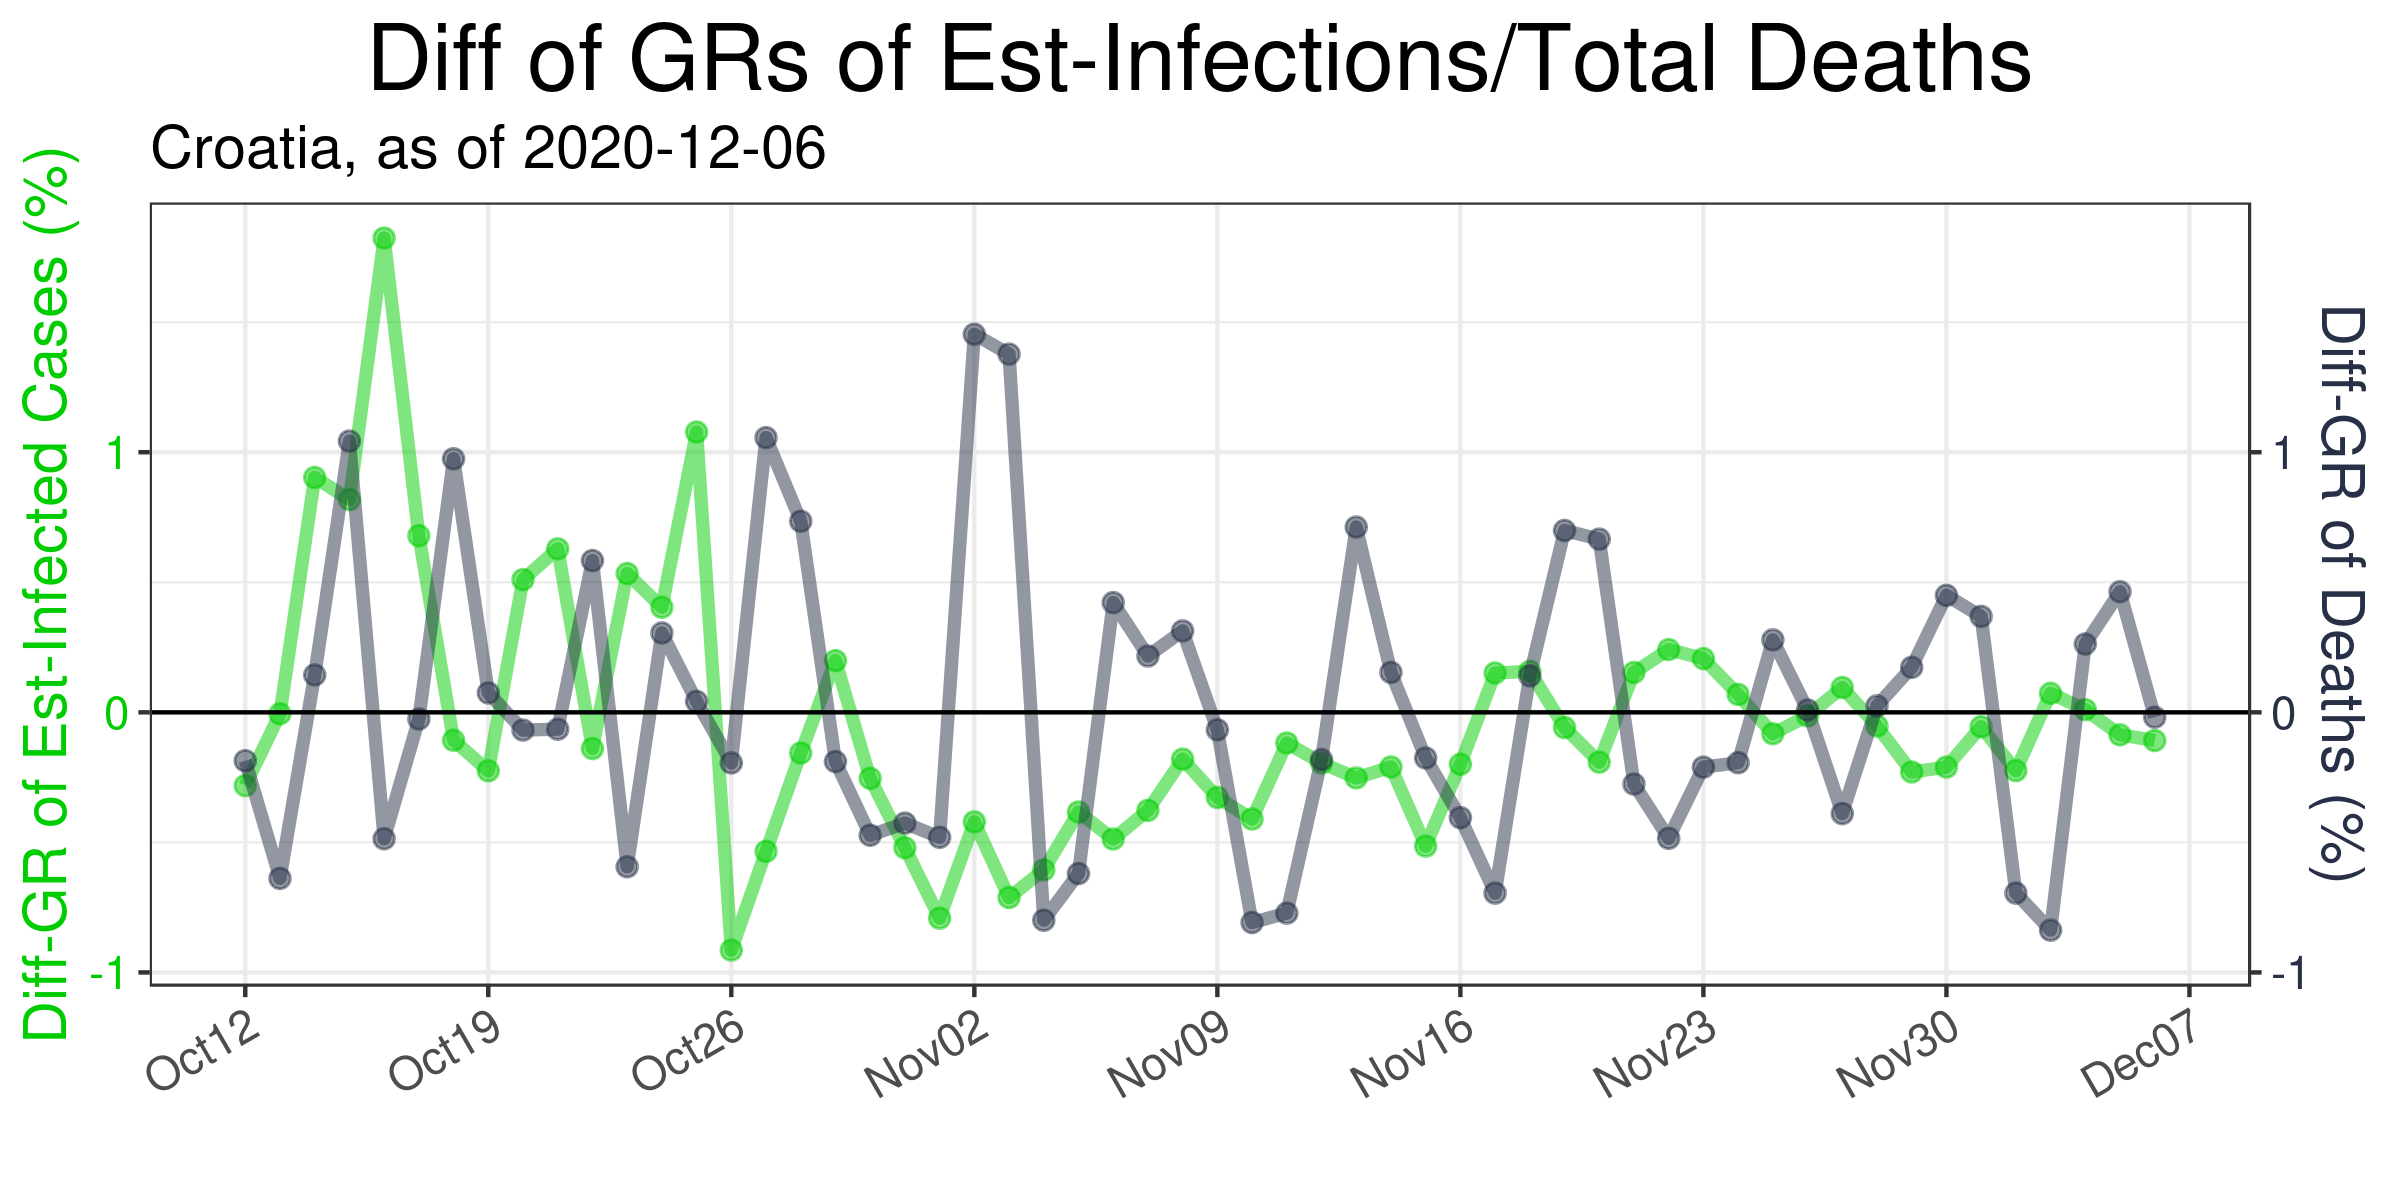 Diff of GRs of Est-Infections/Total Deaths
Croatia, as of 2020-12-06
Diff-GR of Est-Infected Cases (%)
1
0
-1
1
0
-1
Diff-GR of Deaths (%)
Oct12
Oct19
Oct26
Nov02
Nov09
Nov16
Nov23
Nov30
Dec07